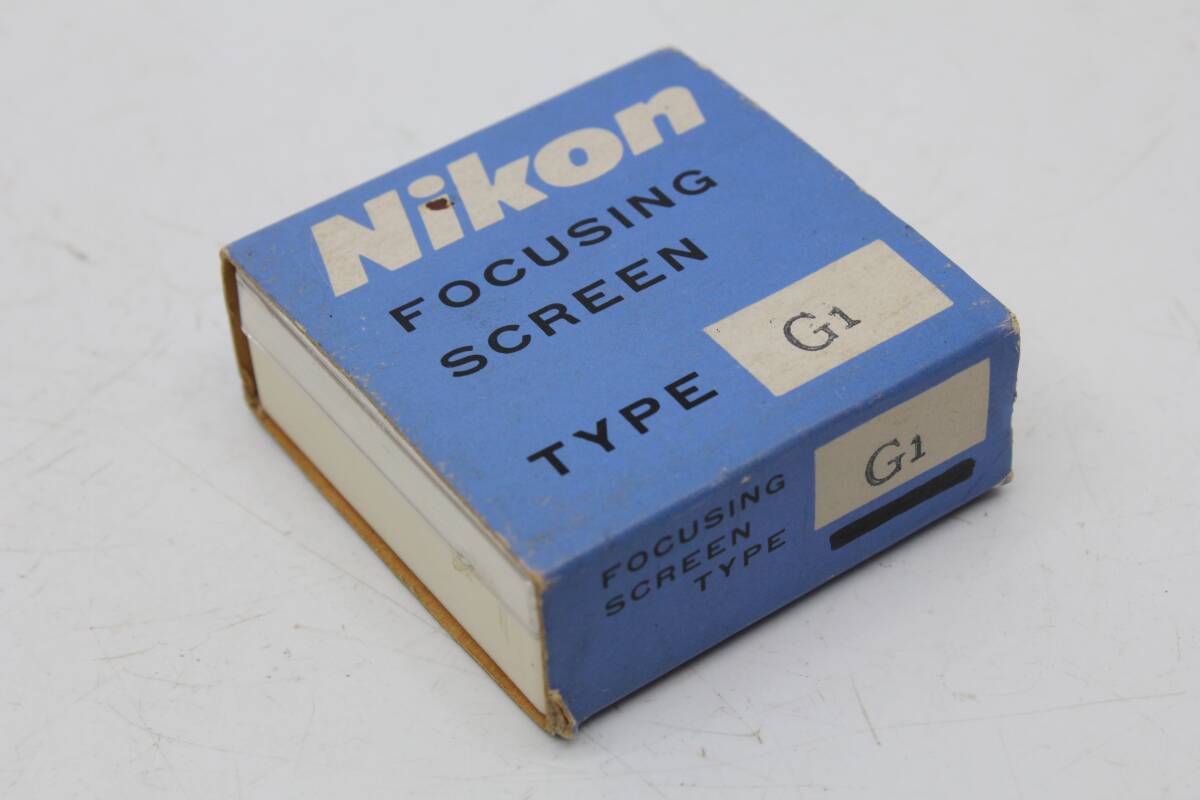 Nikon
FOCUSING
SCREEN
TYPE G1
FOCUSING
SCREEN
TYPE G1